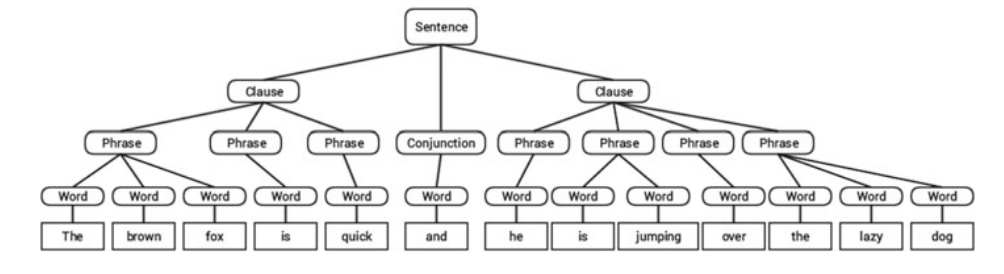 Sentence
Clause Clause
Phrase Phrase Phrase Conjunction Phrase Phrase Phrase Phrase
Word Word Word Word Word Word Word Word Word Word Word Word Word
The brown fox is quick and he is jumping over the lazy dog